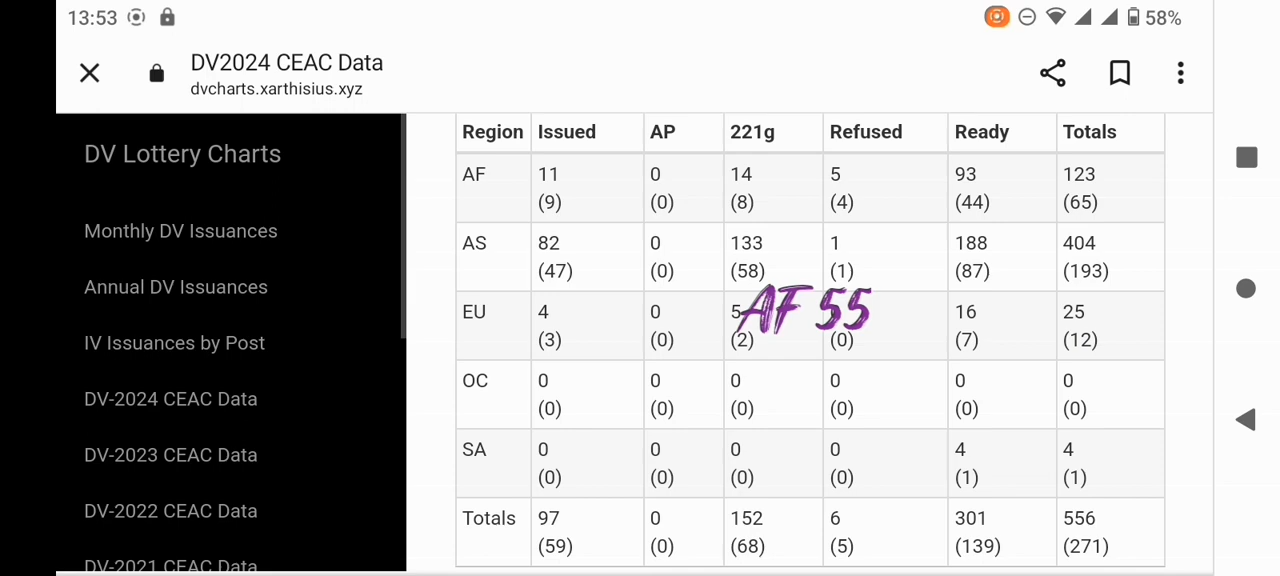 13:53 58%
DV2024 CEAC Data
dvcharts.xarthisius.xyz
DV Lottery Charts
Monthly DV Issuances
Annual DV Issuances
IV Issuances by Post
DV-2024 CEAC Data
DV-2023 CEAC Data
DV-2022 CEAC Data
DV-2021 CEAC Data
Region Issued AP 221g Refused Ready Totals
AF 11 0 14 5 93 123
(9) (0) (8) (4) (44) (65)
AS 82 0 133 1 188 404
(47) (0) (58) (1) (87) (193)
EU 4 0 5 16 25
(3) (0) (2) (0) (7) (12)
AF 55
OC 0 0 0 0 0 0
(0) (0) (0) (0) (0) (0)
SA 0 0 0 0 4 4
(0) (0) (0) (0) (1) (1)
Totals 97 0 152 6 301 556
(59) (0) (68) (5) (139) (271)